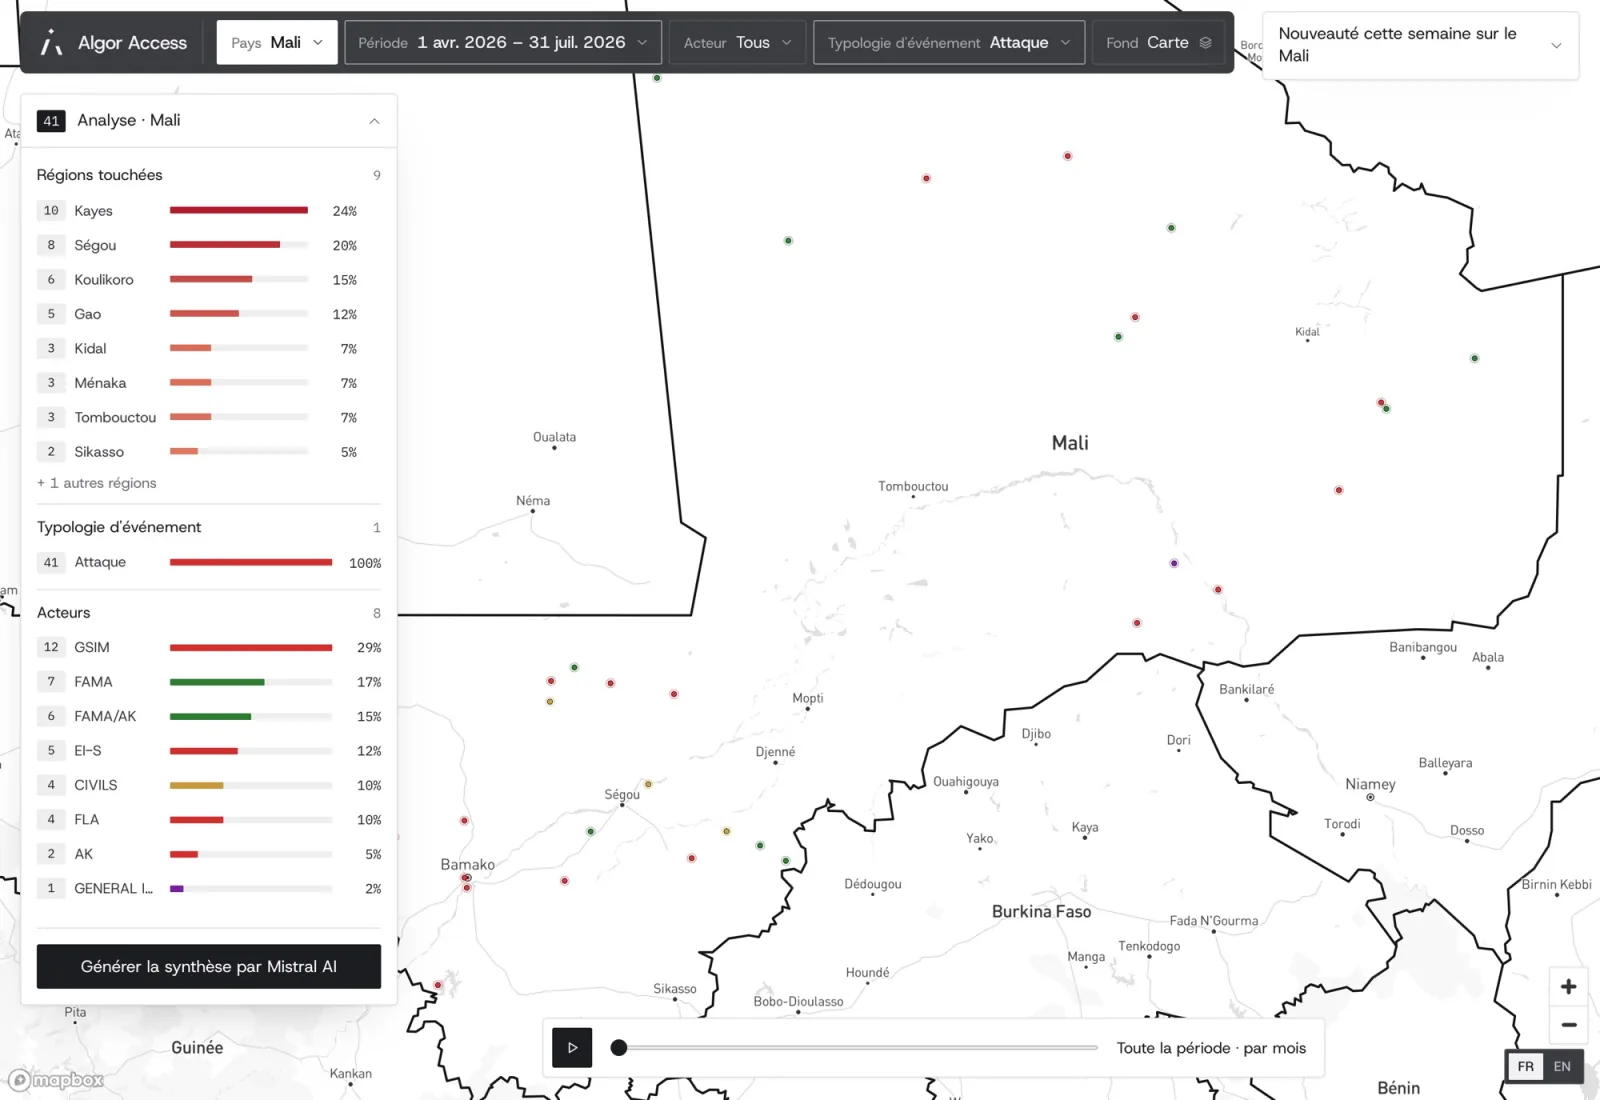 Algor Access
Pays Mali
Période 1 avr. 2026 – 31 juil. 2026
Acteur Tous
Typologie d'événement Attaque
Fond Carte
Nouveauté cette semaine sur le
Mali
41 Analyse · Mali
Régions touchées 9
10 Kayes 24%
8 Ségou 20%
6 Koulikoro 15%
5 Gao 12%
3 Kidal 7%
3 Ménaka 7%
3 Tombouctou 7%
2 Sikasso 5%
+ 1 autres régions
Typologie d'événement 1
41 Attaque 100%
Acteurs 8
12 GSIM 29%
7 FAMA 17%
6 FAMA/AK 15%
5 EI-S 12%
4 CIVILS 10%
4 FLA 10%
2 AK 5%
1 GENERAL I... 2%
Générer la synthèse par Mistral AI
Kidal
Oualata
Mali
Tombouctou
Néma
Banibangou
Abala
Bankilaré
Mopti
Djibo
Dori
Djenné
Balleyara
Ouahigouya
Niamey
Ségou
Torodi
Kaya
Dosso
Yako
Bamako
Dédougou
Birnin Kebbi
Burkina Faso
Fada N'Gourma
Tenkodogo
Manga
Houndé
Sikasso
Bobo-Dioulasso
Pita
Guinée
Kankan
Bénin
Toute la période · par mois
+
−
FR EN
mapbox